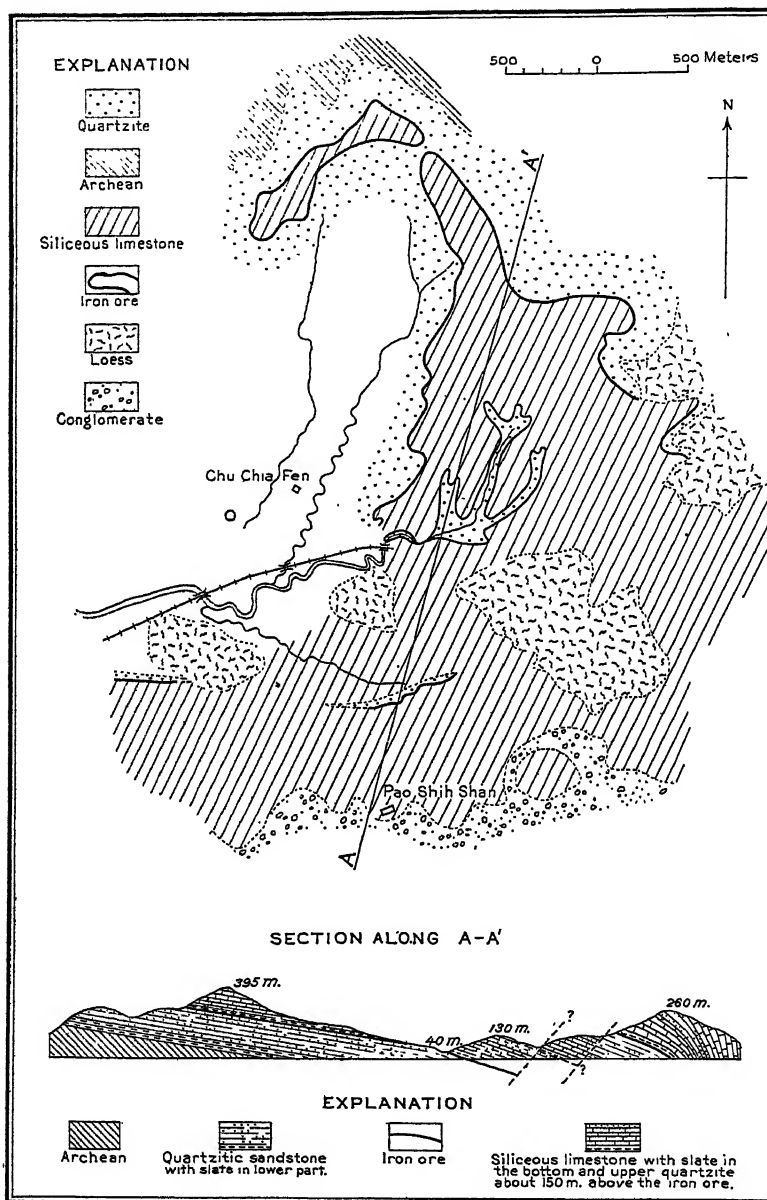 EXPLANATION
Quartzite
Archean
Siliceous limestone
Iron ore
Loess
Conglomerate
500 0 500 Meters
N
A'
Chu Chia Fen
Pao Shih Shan
A
SECTION ALONG A-A'
395 m.
40 m.
130 m.
?
260 m.
?
EXPLANATION
Archean
Quartzitic sandstone
with slate in lower part.
Iron ore
Siliceous limestone with slate in
the bottom and upper quartzite
about 150 m. above the iron ore.